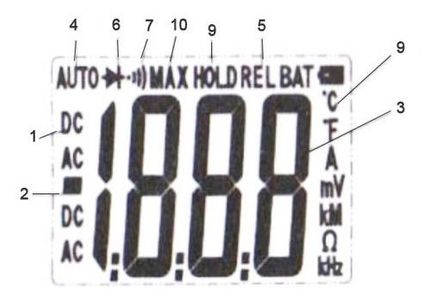 4 6 7 10 9 5 9
AUTO MAX HOLD REL BAT
°C
1 DC
3
°F
AC
A
2
mV
DC
kM
AC
Ω
kHz
1.8.8.8